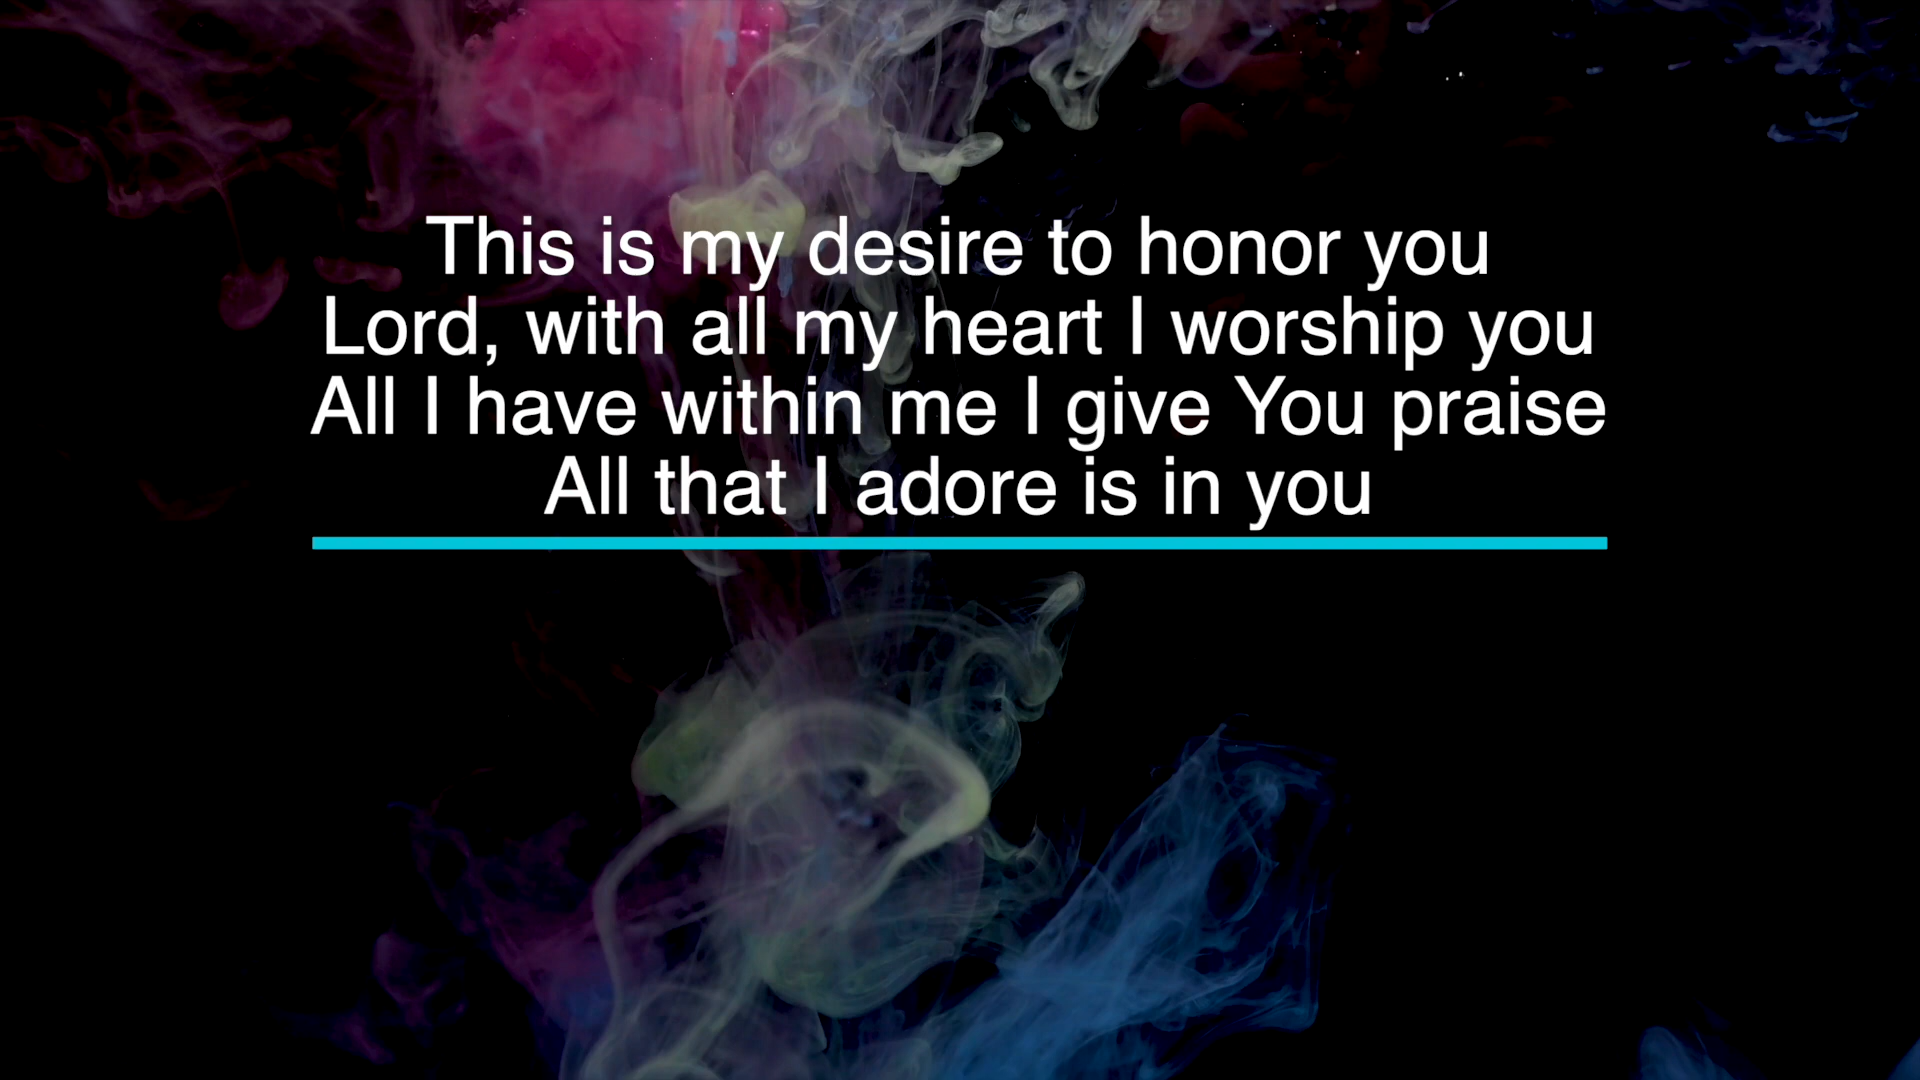 This is my desire to honor you
Lord, with all my heart I worship you
All I have within me I give You praise
All that I adore is in you